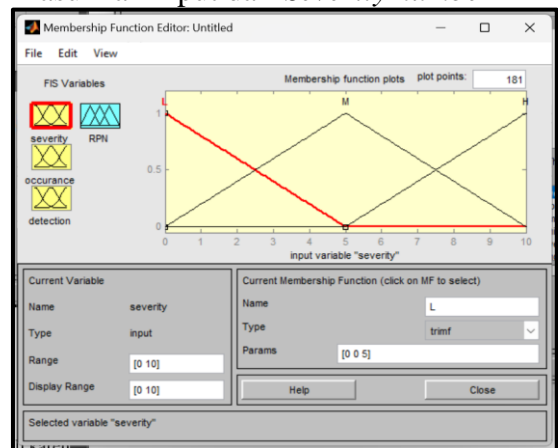 Membership Function Editor: Untitled
File Edit View
FIS Variables
Membership function plots plot points: 181
severity RPN
occurance
detection
L M H
1
0.5
0
0 1 2 3 4 5 6 7 8 9 10
input variable "severity"
Current Variable
Name severity
Type input
Range [0 10]
Display Range [0 10]
Current Membership Function (click on MF to select)
Name L
Type trimf
Params [0 0 5]
Help Close
Selected variable "severity"